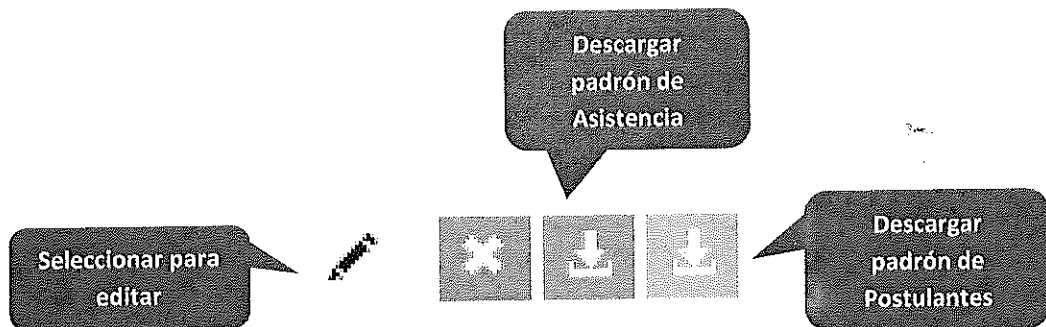 Descargar
padrón de
Asistencia
Seleccionar para
editar
Descargar
padrón de
Postulantes